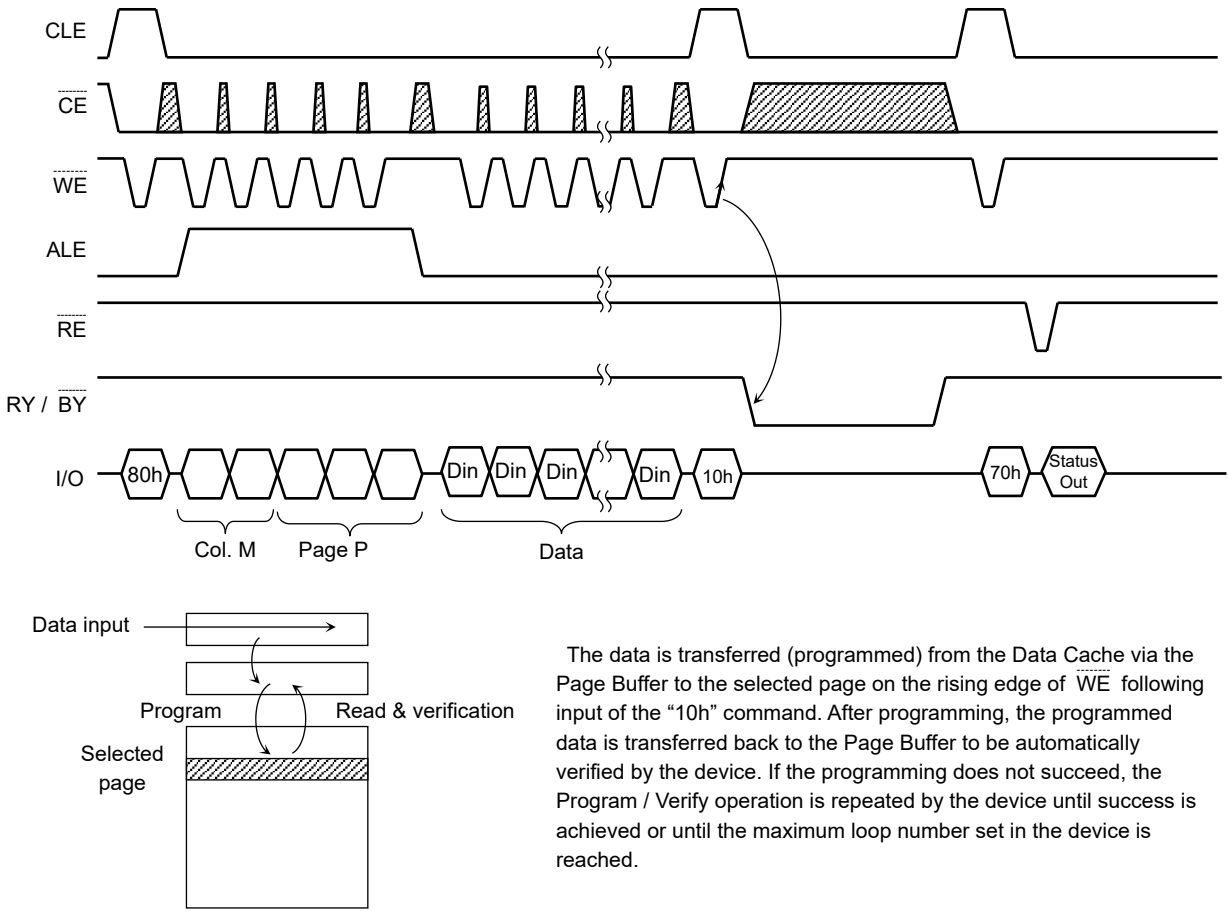 CLE
CE
WE
ALE
RE
RY / BY
I/O
80h
Din Din Din Din
10h
70h
Status
Out
Col. M
Page P
Data
Data input
Program
Read & verification
Selected
page
The data is transferred (programmed) from the Data Cache via the
Page Buffer to the selected page on the rising edge of WE following
input of the “10h” command. After programming, the programmed
data is transferred back to the Page Buffer to be automatically
verified by the device. If the programming does not succeed, the
Program / Verify operation is repeated by the device until success is
achieved or until the maximum loop number set in the device is
reached.